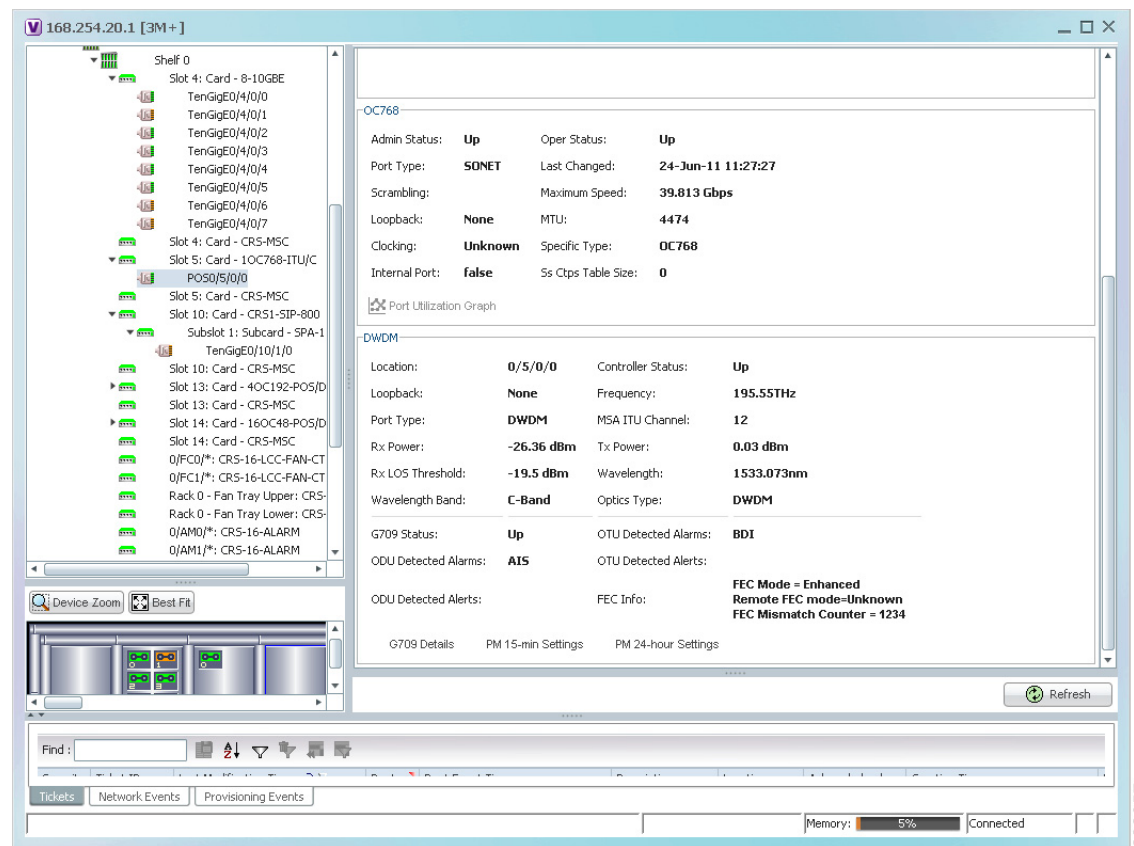 168.254.20.1 [3M+]
Shelf 0
Slot 4: Card - 8-10GBE
TenGigE0/4/0/0
TenGigE0/4/0/1
TenGigE0/4/0/2
TenGigE0/4/0/3
TenGigE0/4/0/4
TenGigE0/4/0/5
TenGigE0/4/0/6
TenGigE0/4/0/7
Slot 4: Card - CRS-MSC
Slot 5: Card - 1OC768-ITU/C
POS0/5/0/0
Slot 5: Card - CRS-MSC
Slot 10: Card - CRS1-SIP-800
Subslot 1: Subcard - SPA-1
TenGigE0/10/1/0
Slot 10: Card - CRS-MSC
Slot 13: Card - 4OC192-POS/D
Slot 13: Card - CRS-MSC
Slot 14: Card - 16OC48-POS/D
Slot 14: Card - CRS-MSC
0/FC0/*: CRS-16-LCC-FAN-CT
0/FC1/*: CRS-16-LCC-FAN-CT
Rack 0 - Fan Tray Upper: CRS-
Rack 0 - Fan Tray Lower: CRS-
0/AM0/*: CRS-16-ALARM
0/AM1/*: CRS-16-ALARM
Device Zoom Best Fit
0 1 0
2 3
OC768
Admin Status: Up Oper Status: Up
Port Type: SONET Last Changed: 24-Jun-11 11:27:27
Scrambling: Maximum Speed: 39.813 Gbps
Loopback: None MTU: 4474
Clocking: Unknown Specific Type: OC768
Internal Port: false Ss Ctps Table Size: 0
Port Utilization Graph
DWDM
Location: 0/5/0/0 Controller Status: Up
Loopback: None Frequency: 195.55THz
Port Type: DWDM MSA ITU Channel: 12
Rx Power: -26.36 dBm Tx Power: 0.03 dBm
Rx LOS Threshold: -19.5 dBm Wavelength: 1533.073nm
Wavelength Band: C-Band Optics Type: DWDM
G709 Status: Up OTU Detected Alarms: BDI
ODU Detected Alarms: AIS OTU Detected Alerts:
ODU Detected Alerts: FEC Info: FEC Mode = Enhanced
Remote FEC mode=Unknown
FEC Mismatch Counter = 1234
G709 Details PM 15-min Settings PM 24-hour Settings
Refresh
Find :
Tickets Network Events Provisioning Events
Memory: 5% Connected